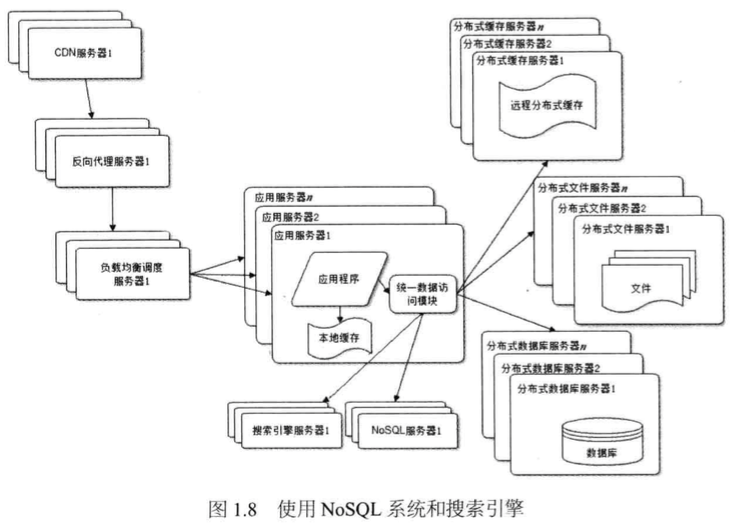 CDN服务器1
反向代理服务器1
负载均衡调度
服务器1
应用服务器n
应用服务器2
应用服务器1
应用程序
统一数据访
问模块
本地缓存
搜索引擎服务器1
NoSQL服务器1
分布式缓存服务器n
分布式缓存服务器2
分布式缓存服务器1
远程分布式缓存
分布式文件服务器n
分布式文件服务器2
分布式文件服务器1
文件
分布式数据库服务器n
分布式数据库服务器2
分布式数据库服务器1
数据库
图 1.8 使用 NoSQL 系统和搜索引擎